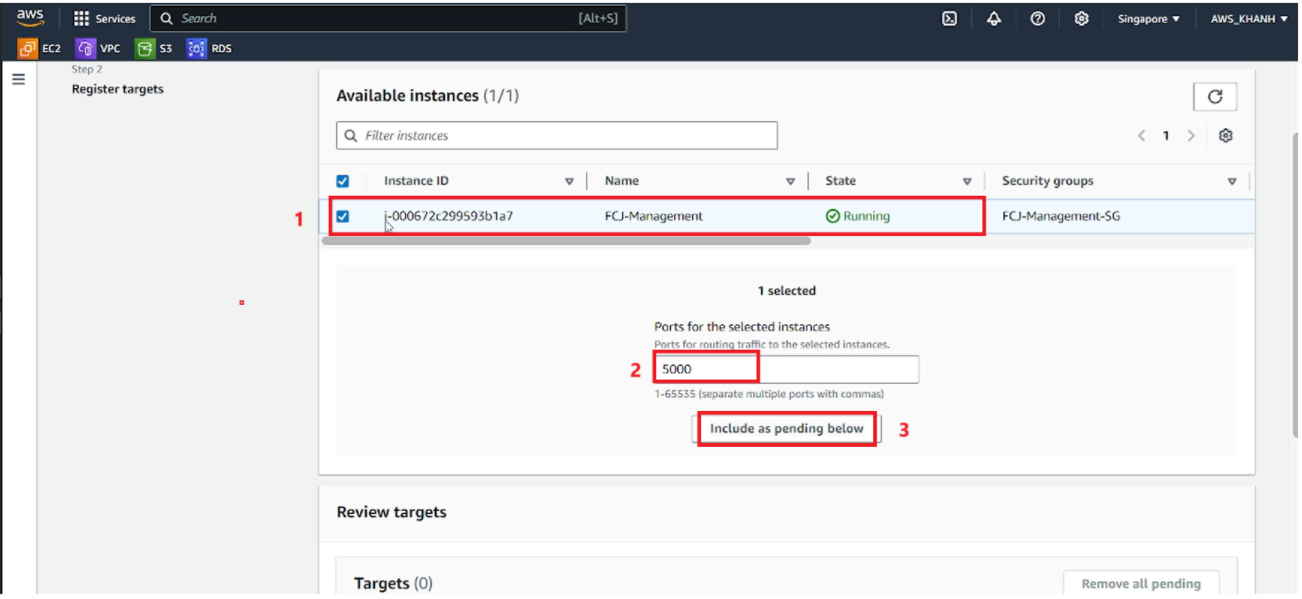 aws Services Search [Alt+S] Singapore ▼ AWS_KHANH ▼
EC2 VPC S3 RDS
Step 2
Register targets
Available instances (1/1)
Filter instances
1
Instance ID Name State Security groups
1 i-000672c299593b1a7 FCJ-Management Running FCJ-Management-SG
1 selected
Ports for the selected instances
Ports for routing traffic to the selected instances.
2 5000
1-65535 (separate multiple ports with commas)
Include as pending below 3
Review targets
Targets (0) Remove all pending